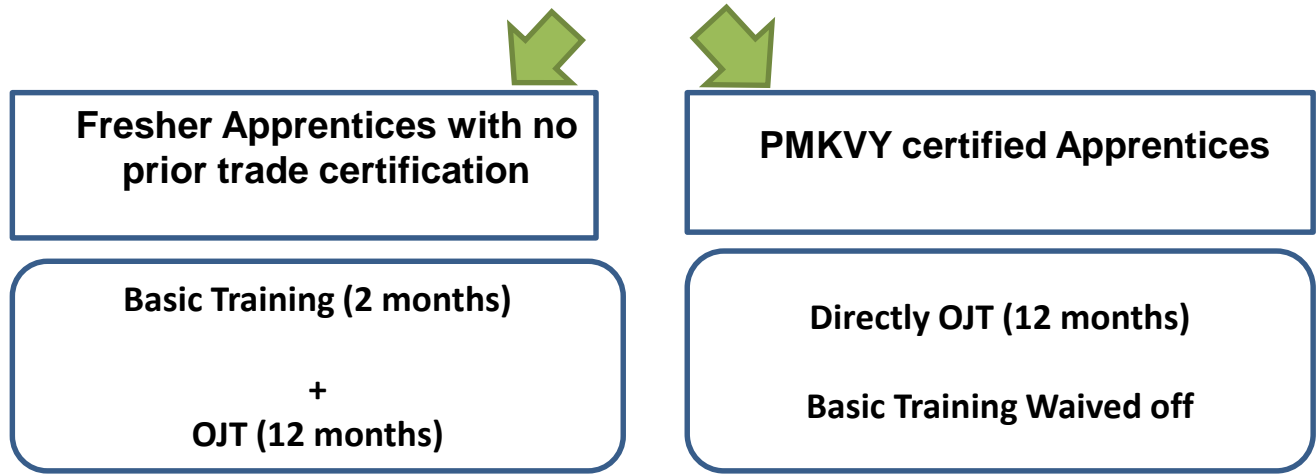 Fresher Apprentices with no
prior trade certification
Basic Training (2 months)
+
OJT (12 months)
PMKVY certified Apprentices
Directly OJT (12 months)
Basic Training Waived off